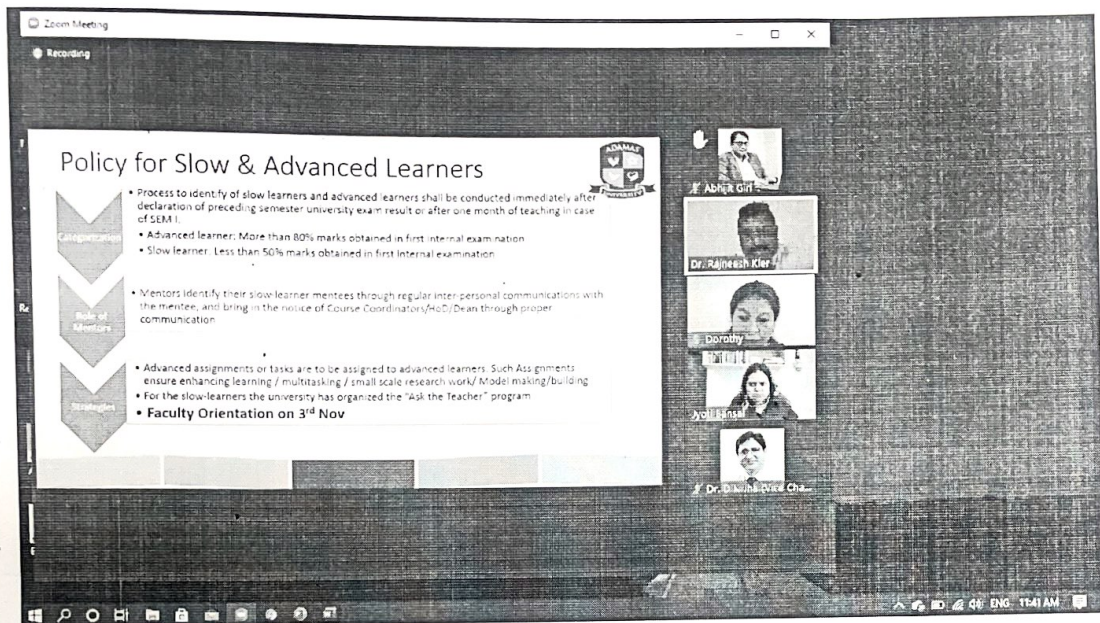 Zoom Meeting
Recording
Policy for Slow & Advanced Learners
ADAMAS
UNIVERSITY
Categorization
• Process to identify of slow learners and advanced learners shall be conducted immediately after
declaration of preceding semester university exam result or after one month of teaching in case
of SEM I.
• Advanced learner: More than 80% marks obtained in first internal examination
• Slow learner: Less than 50% marks obtained in first Internal examination
Role of
Mentors
• Mentors identify their slow-learner mentees through regular inter-personal communications with
the mentee, and bring in the notice of Course Coordinators/HoD/Dean through proper
communication
Strategies
• Advanced assignments or tasks are to be assigned to advanced learners. Such Assignments
ensure enhancing learning / multitasking / small scale research work/ Model making/building
• For the slow-learners the university has organized the "Ask the Teacher" program
• Faculty Orientation on 3rd Nov
Abhijit Giri
Dr. Rajneesh Kler
Dorothy
Jyoti Bansal
Dr. (Vice Cha...
ENG 11:41 AM